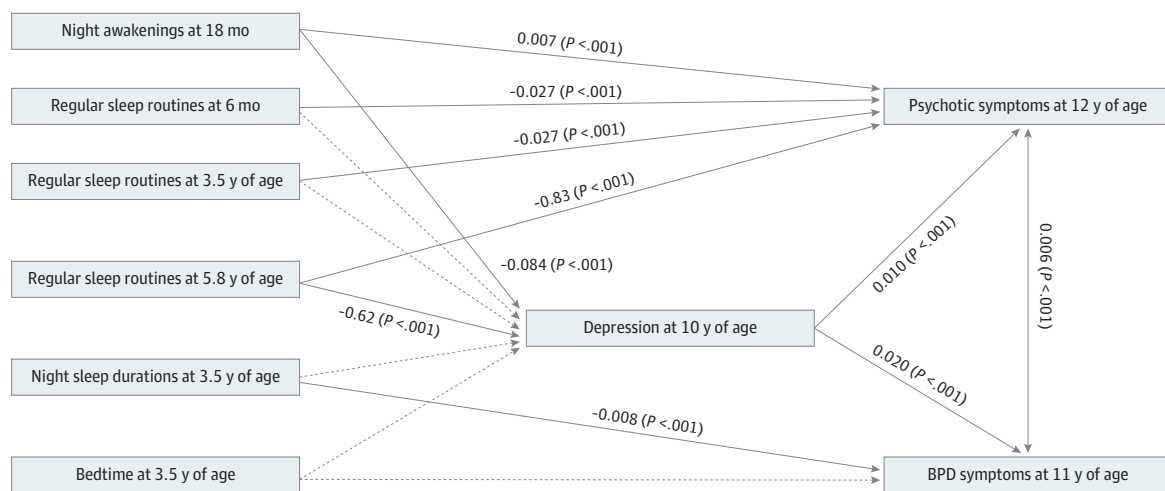 Night awakenings at 18 mo
0.007 (P <.001)
Regular sleep routines at 6 mo
-0.027 (P <.001)
Psychotic symptoms at 12 y of age
-0.027 (P <.001)
Regular sleep routines at 3.5 y of age
-0.83 (P <.001)
Regular sleep routines at 5.8 y of age
-0.084 (P <.001)
0.010 (P <.001)
0.006 (P <.001)
-0.62 (P <.001)
Depression at 10 y of age
Night sleep durations at 3.5 y of age
0.020 (P <.001)
-0.008 (P <.001)
Bedtime at 3.5 y of age
BPD symptoms at 11 y of age